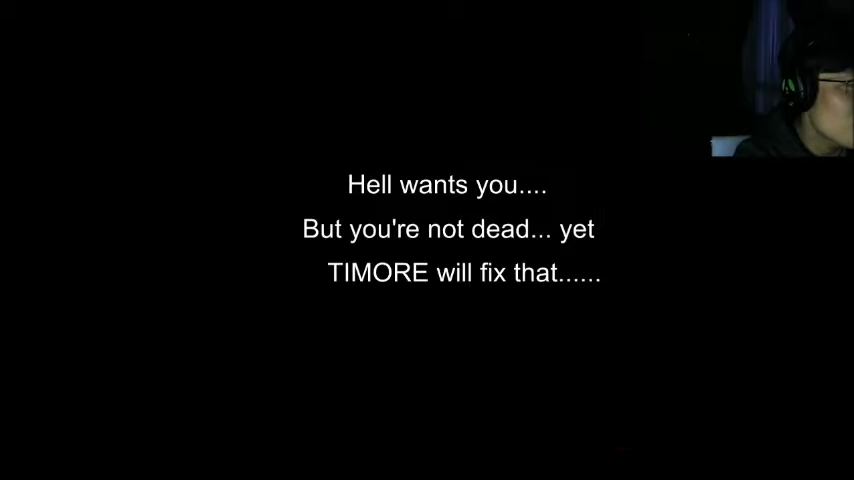 Hell wants you....
But you're not dead... yet
TIMORE will fix that......